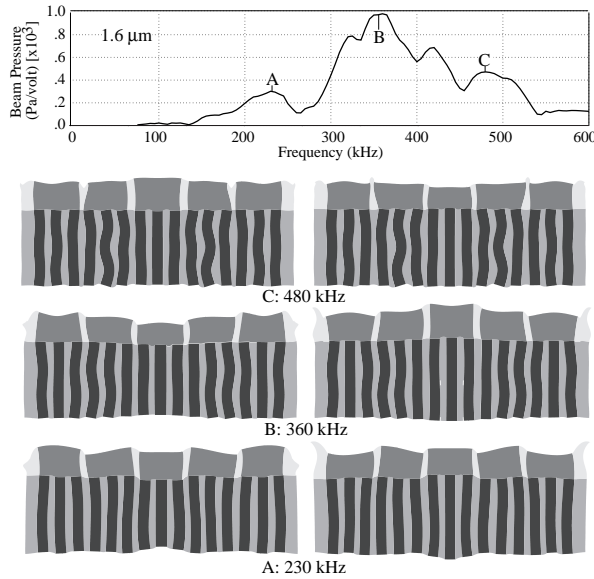 Beam Pressure
(Pa/volt) [x10³]
1.0
.8
.6
.4
.2
.0
1.6 µm
A
B
C
0 100 200 300 400 500 600
Frequency (kHz)
C: 480 kHz
B: 360 kHz
A: 230 kHz